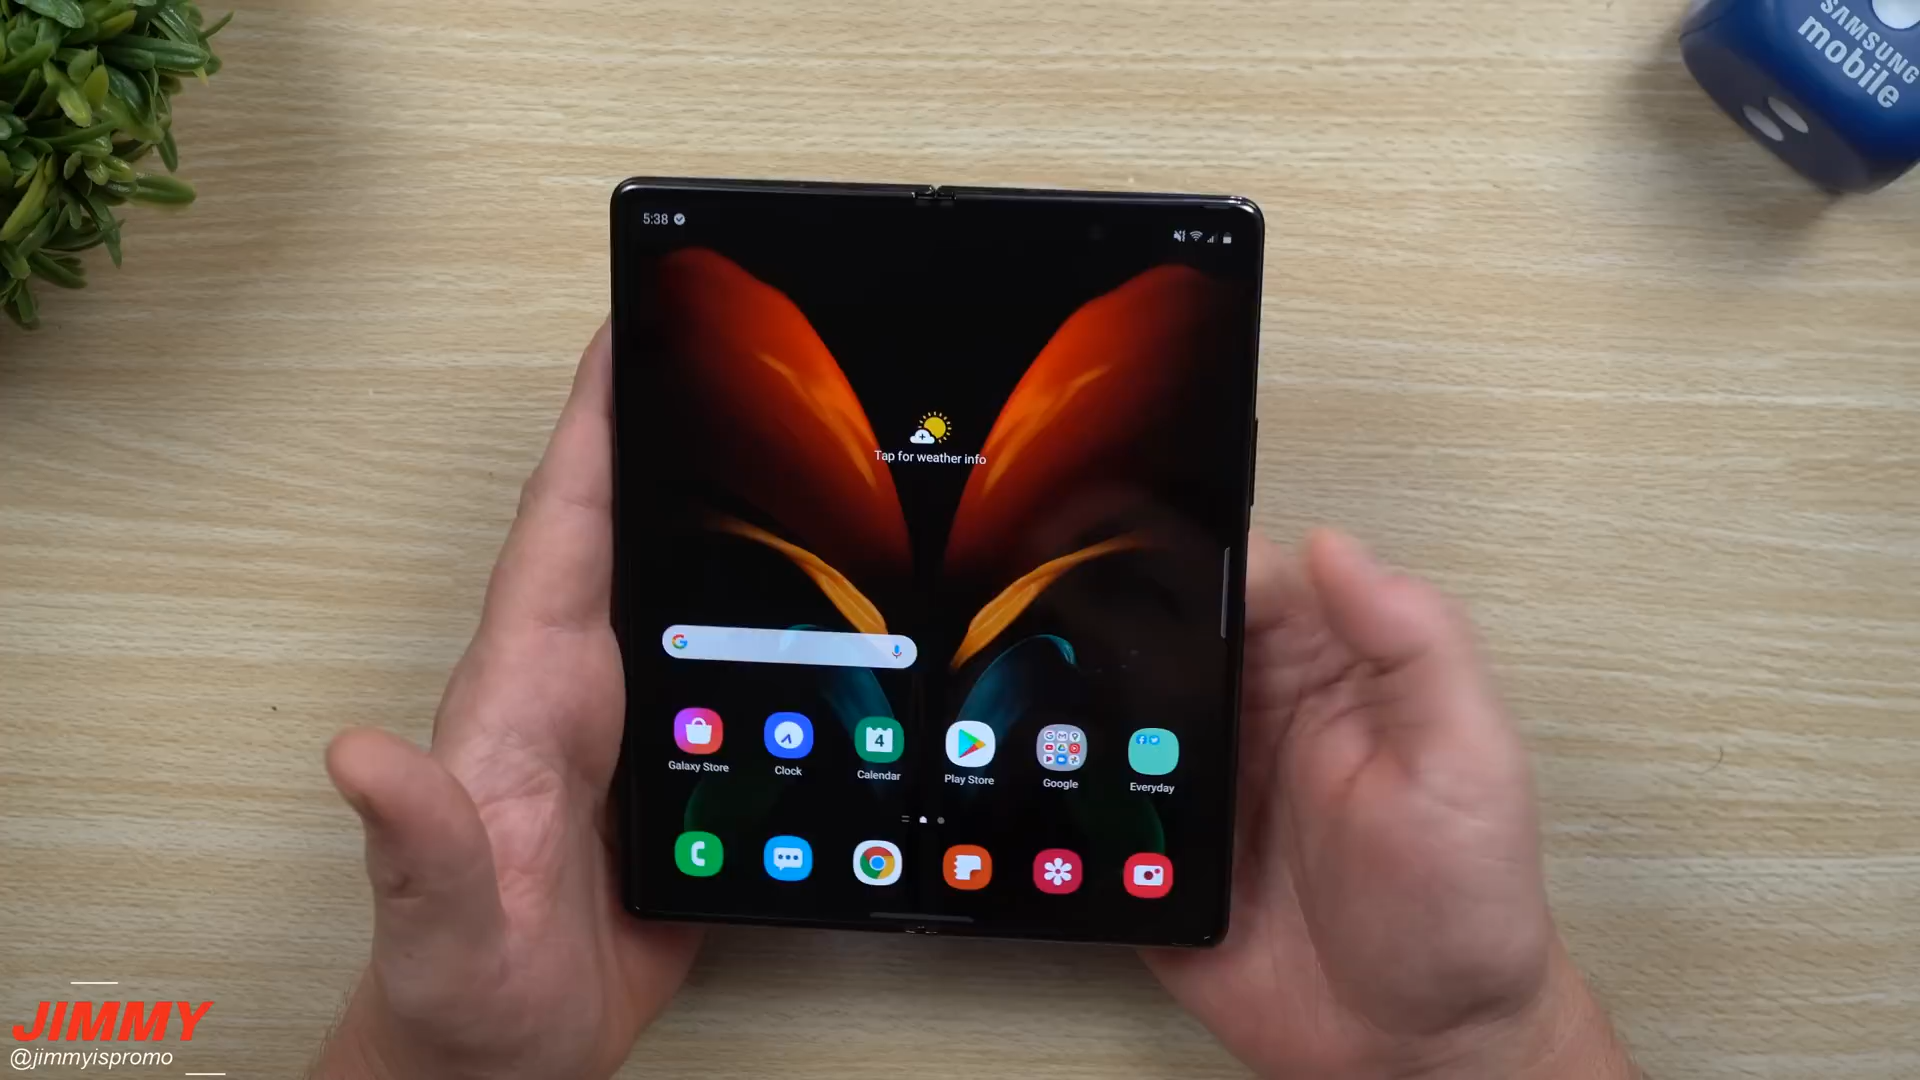 SAMSUNG
mobile
5:38
Tap for weather info
4
Galaxy Store
Clock
Calendar
Play Store
Google
Everyday
JIMMY
@jimmyispromo